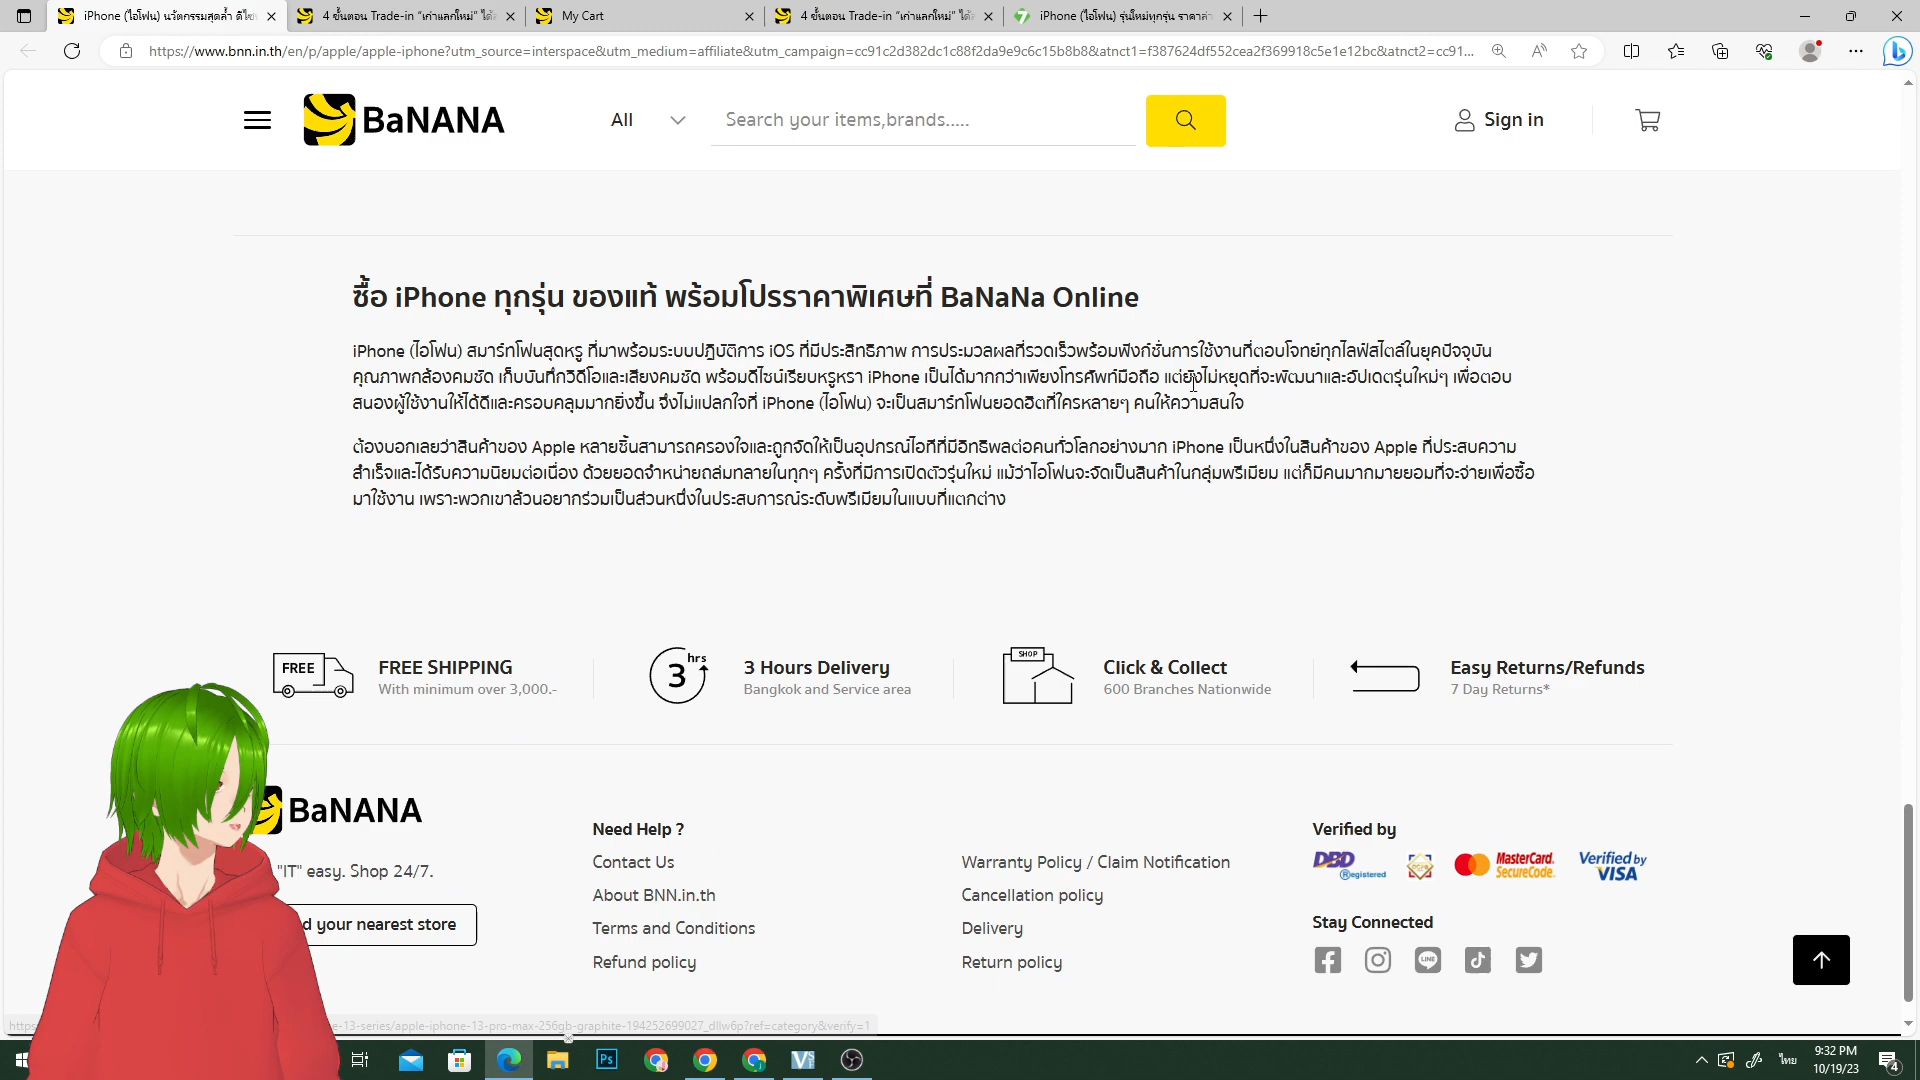 iPhone (ไอโฟน) นวัตกรรมสุดล้ำ ดีไซน์
4 ขั้นตอน Trade-in "เก่าแลกใหม่" ได้
My Cart
4 ขั้นตอน Trade-in "เก่าแลกใหม่" ได้
iPhone (ไอโฟน) รุ่นใหม่ทุกรุ่น ราคาล่า
https://www.bnn.in.th/en/p/apple/apple-iphone?utm_source=interspace&utm_medium=affiliate&utm_campaign=cc91c2d382dc1c88f2da9e9c6c15b8b8&atnct1=f387624df552cea2f369918c5e1e12bc&atnct2=cc91...
BaNANA
All
Search your items,brands.....
Sign in
ซื้อ iPhone ทุกรุ่น ของแท้ พร้อมโปรราคาพิเศษที่ BaNaNa Online
iPhone (ไอโฟน) สมาร์ทโฟนสุดหรู ที่มาพร้อมระบบปฏิบัติการ iOS ที่มีประสิทธิภาพ การประมวลผลที่รวดเร็วพร้อมฟังก์ชั่นการใช้งานที่ตอบโจทย์ทุกไลฟ์สไตล์ในยุคปัจจุบัน
คุณภาพกล้องคมชัด เก็บบันทึกวิดีโอและเสียงคมชัด พร้อมดีไซน์เรียบหรูหรา iPhone เป็นได้มากกว่าเพียงโทรศัพท์มือถือ แต่ยังไม่หยุดที่จะพัฒนาและอัปเดตรุ่นใหม่ๆ เพื่อตอบ
สนองผู้ใช้งานให้ได้ดีและครอบคลุมมากยิ่งขึ้น จึงไม่แปลกใจที่ iPhone (ไอโฟน) จะเป็นสมาร์ทโฟนยอดฮิตที่ใครหลายๆ คนให้ความสนใจ
ต้องบอกเลยว่าสินค้าของ Apple หลายชิ้นสามารถครองใจและถูกจัดให้เป็นอุปกรณ์ไอทีที่มีอิทธิพลต่อคนทั่วโลกอย่างมาก iPhone เป็นหนึ่งในสินค้าของ Apple ที่ประสบความ
สำเร็จและได้รับความนิยมต่อเนื่อง ด้วยยอดจำหน่ายถล่มทลายในทุกๆ ครั้งที่มีการเปิดตัวรุ่นใหม่ แม้ว่าไอโฟนจะจัดเป็นสินค้าในกลุ่มพรีเมียม แต่ก็มีคนมากมายยอมที่จะจ่ายเพื่อซื้อ
มาใช้งาน เพราะพวกเขาล้วนอยากร่วมเป็นส่วนหนึ่งในประสบการณ์ระดับพรีเมียมในแบบที่แตกต่าง
FREE
FREE SHIPPING
With minimum over 3,000.-
3 hrs
3 Hours Delivery
Bangkok and Service area
SHOP
Click & Collect
600 Branches Nationwide
Easy Returns/Refunds
7 Day Returns*
BaNANA
"IT" easy. Shop 24/7.
your nearest store
Need Help ?
Contact Us
About BNN.in.th
Terms and Conditions
Refund policy
Warranty Policy / Claim Notification
Cancellation policy
Delivery
Return policy
Verified by
DBD Registered
MasterCard. SecureCode.
Verified by VISA
Stay Connected
LINE
e-13-series/apple-iphone-13-pro-max-256gb-graphite-194252699027_dllw6p?ref=category&verify=1
Ps
ไทย
9:32 PM
10/19/23
4